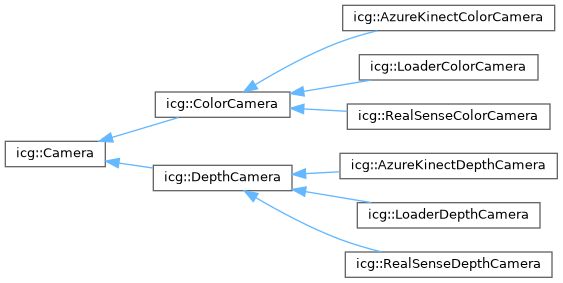 icg::AzureKinectColorCamera
icg::LoaderColorCamera
icg::ColorCamera
icg::RealSenseColorCamera
icg::Camera
icg::AzureKinectDepthCamera
icg::DepthCamera
icg::LoaderDepthCamera
icg::RealSenseDepthCamera